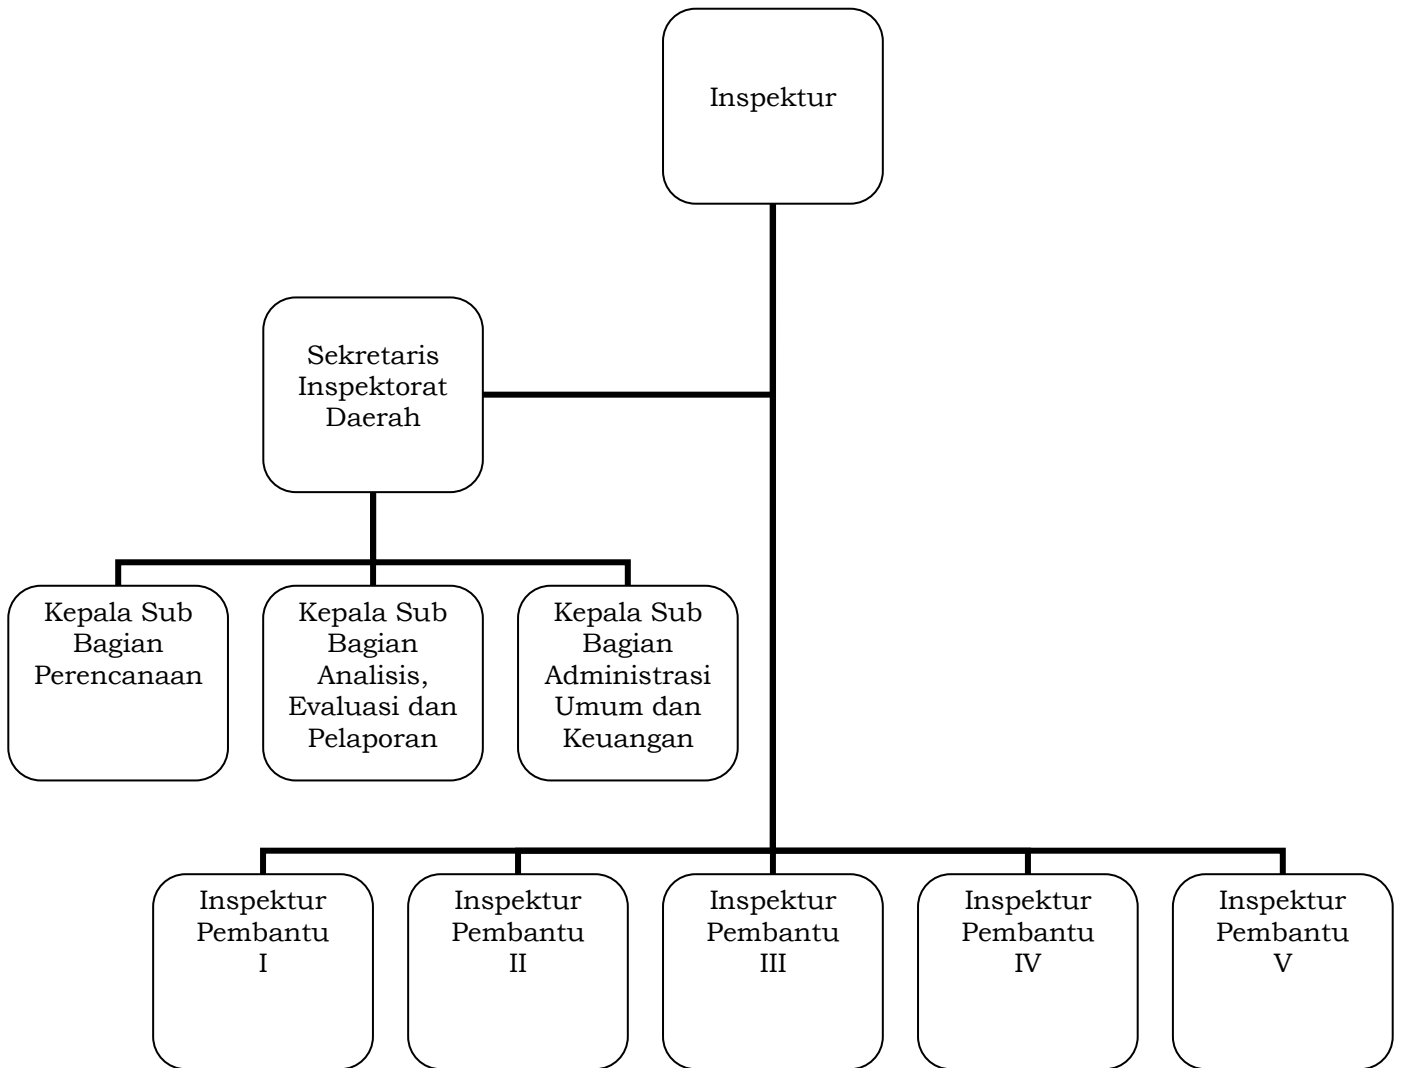 Inspektur
Sekretaris
Inspektorat
Daerah
Kepala Sub
Bagian
Perencanaan
Kepala Sub
Bagian
Analisis,
Evaluasi dan
Pelaporan
Kepala Sub
Bagian
Administrasi
Umum dan
Keuangan
Inspektur
Pembantu
I
Inspektur
Pembantu
II
Inspektur
Pembantu
III
Inspektur
Pembantu
IV
Inspektur
Pembantu
V